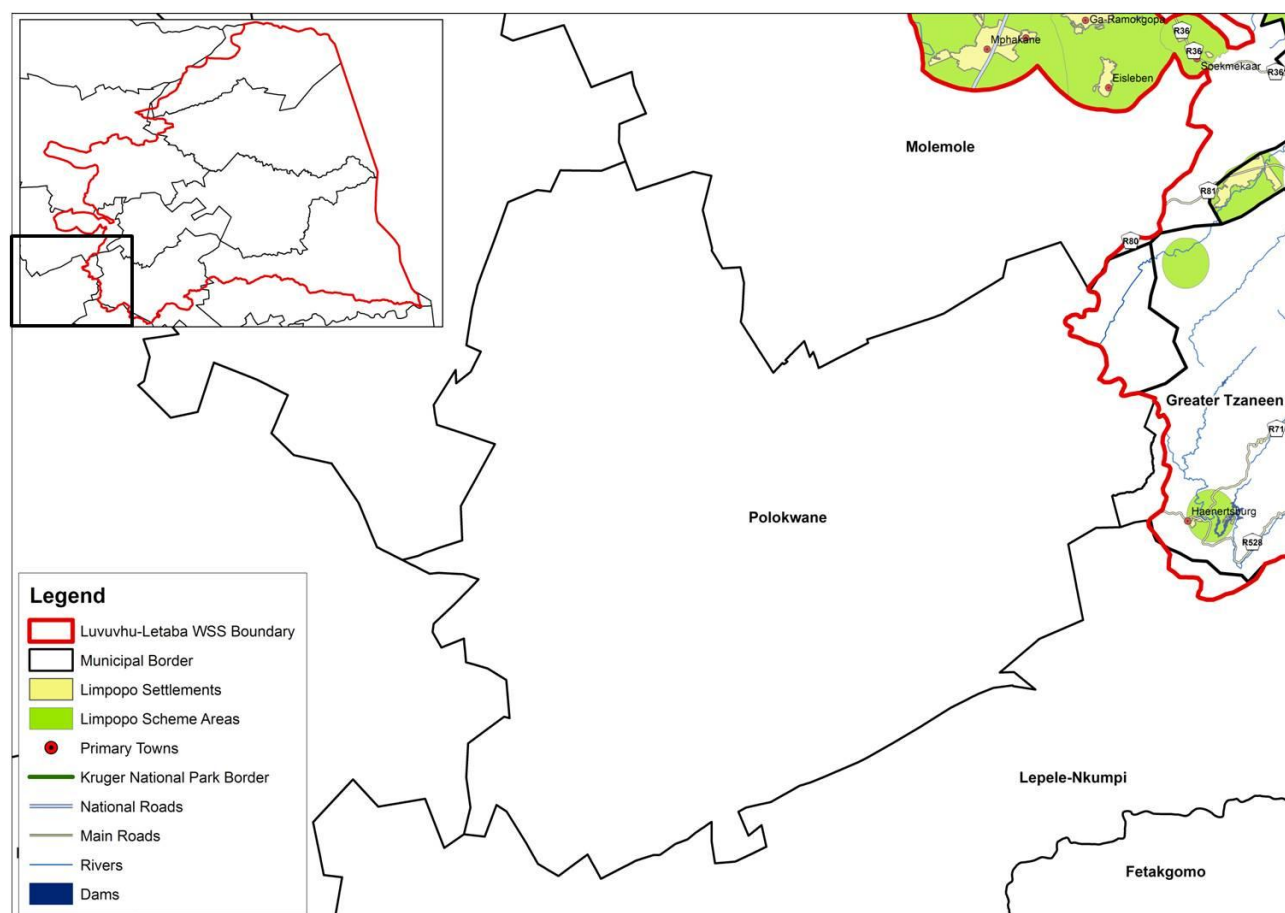 Ga-Ramokgopa
R36
Mphakane
R36
Soekmekaar
R36
Eisleben
Molemole
R81
R80
Greater Tzaneen
R71
Polokwane
Haenertsburg
R528
Legend
Luvuvhu-Letaba WSS Boundary
Municipal Border
Limpopo Settlements
Limpopo Scheme Areas
Primary Towns
Kruger National Park Border
National Roads
Main Roads
Rivers
Dams
Lepele-Nkumpi
Fetakgomo